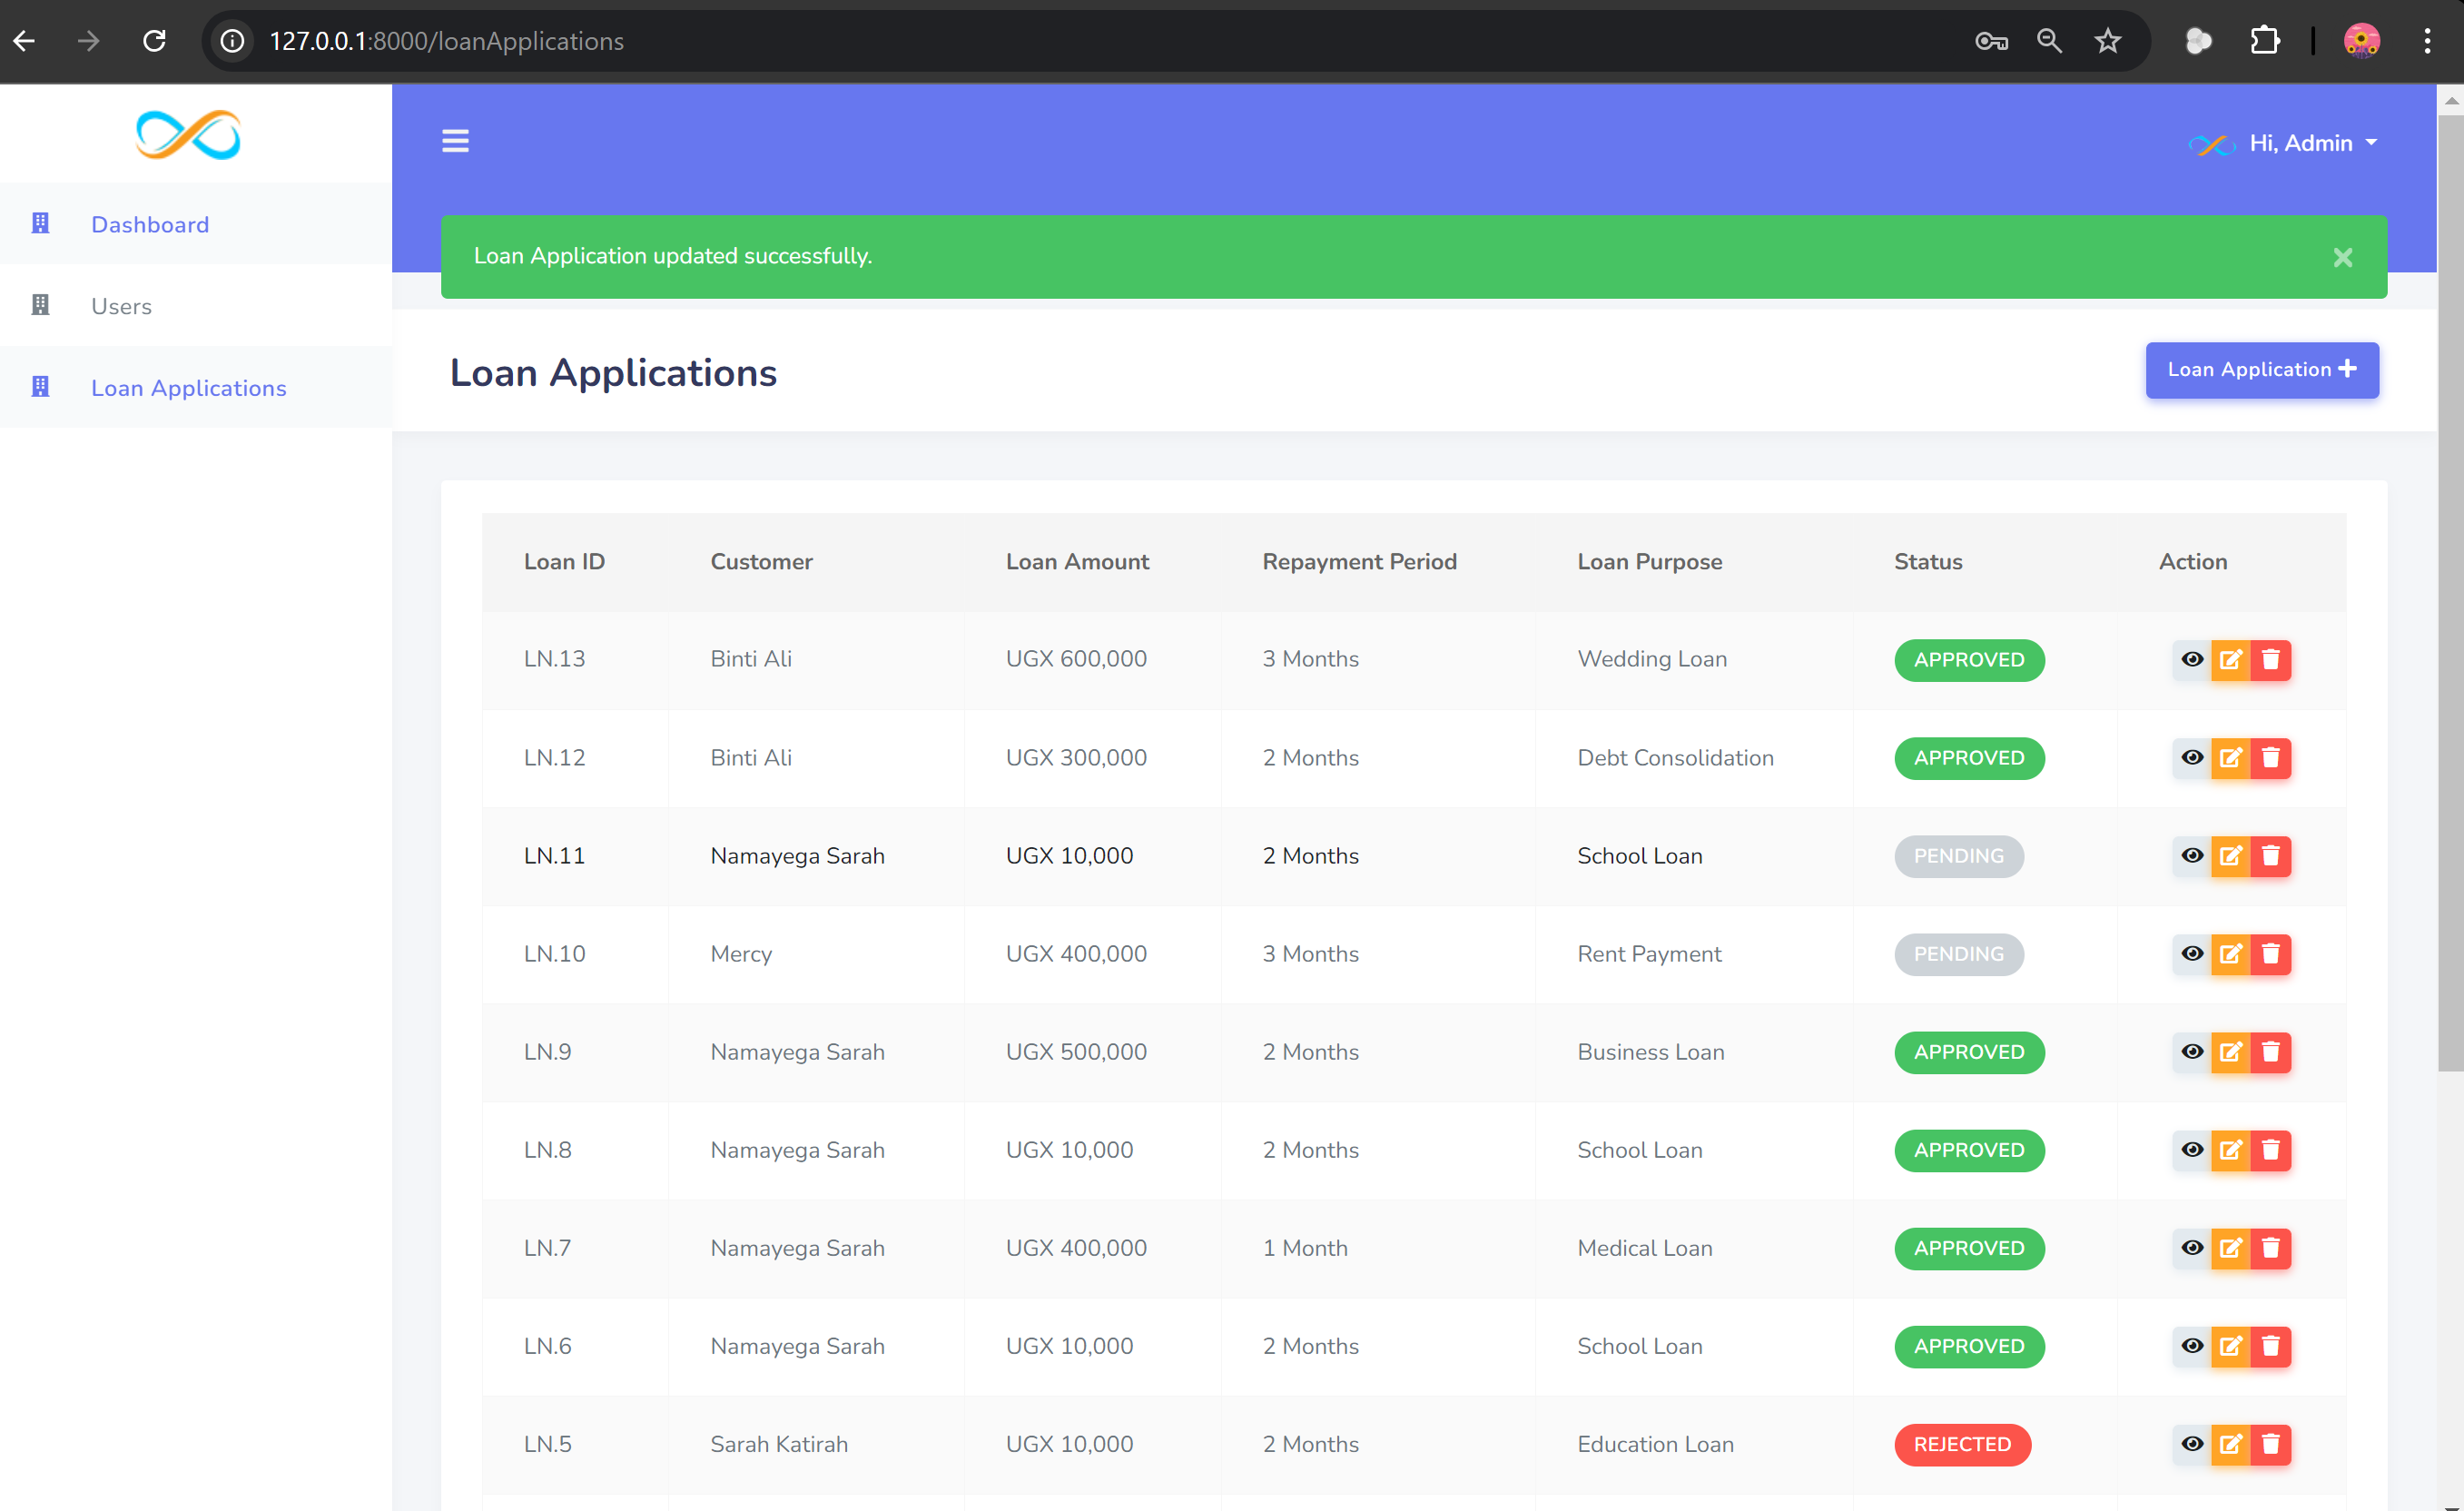 127.0.0.1:8000/loanApplications
Hi, Admin
Dashboard
Users
Loan Applications
Loan Application updated successfully.
Loan Applications
Loan Application
Loan ID Customer Loan Amount Repayment Period Loan Purpose Status Action
LN.13 Binti Ali UGX 600,000 3 Months Wedding Loan APPROVED
LN.12 Binti Ali UGX 300,000 2 Months Debt Consolidation APPROVED
LN.11 Namayega Sarah UGX 10,000 2 Months School Loan PENDING
LN.10 Mercy UGX 400,000 3 Months Rent Payment PENDING
LN.9 Namayega Sarah UGX 500,000 2 Months Business Loan APPROVED
LN.8 Namayega Sarah UGX 10,000 2 Months School Loan APPROVED
LN.7 Namayega Sarah UGX 400,000 1 Month Medical Loan APPROVED
LN.6 Namayega Sarah UGX 10,000 2 Months School Loan APPROVED
LN.5 Sarah Katirah UGX 10,000 2 Months Education Loan REJECTED